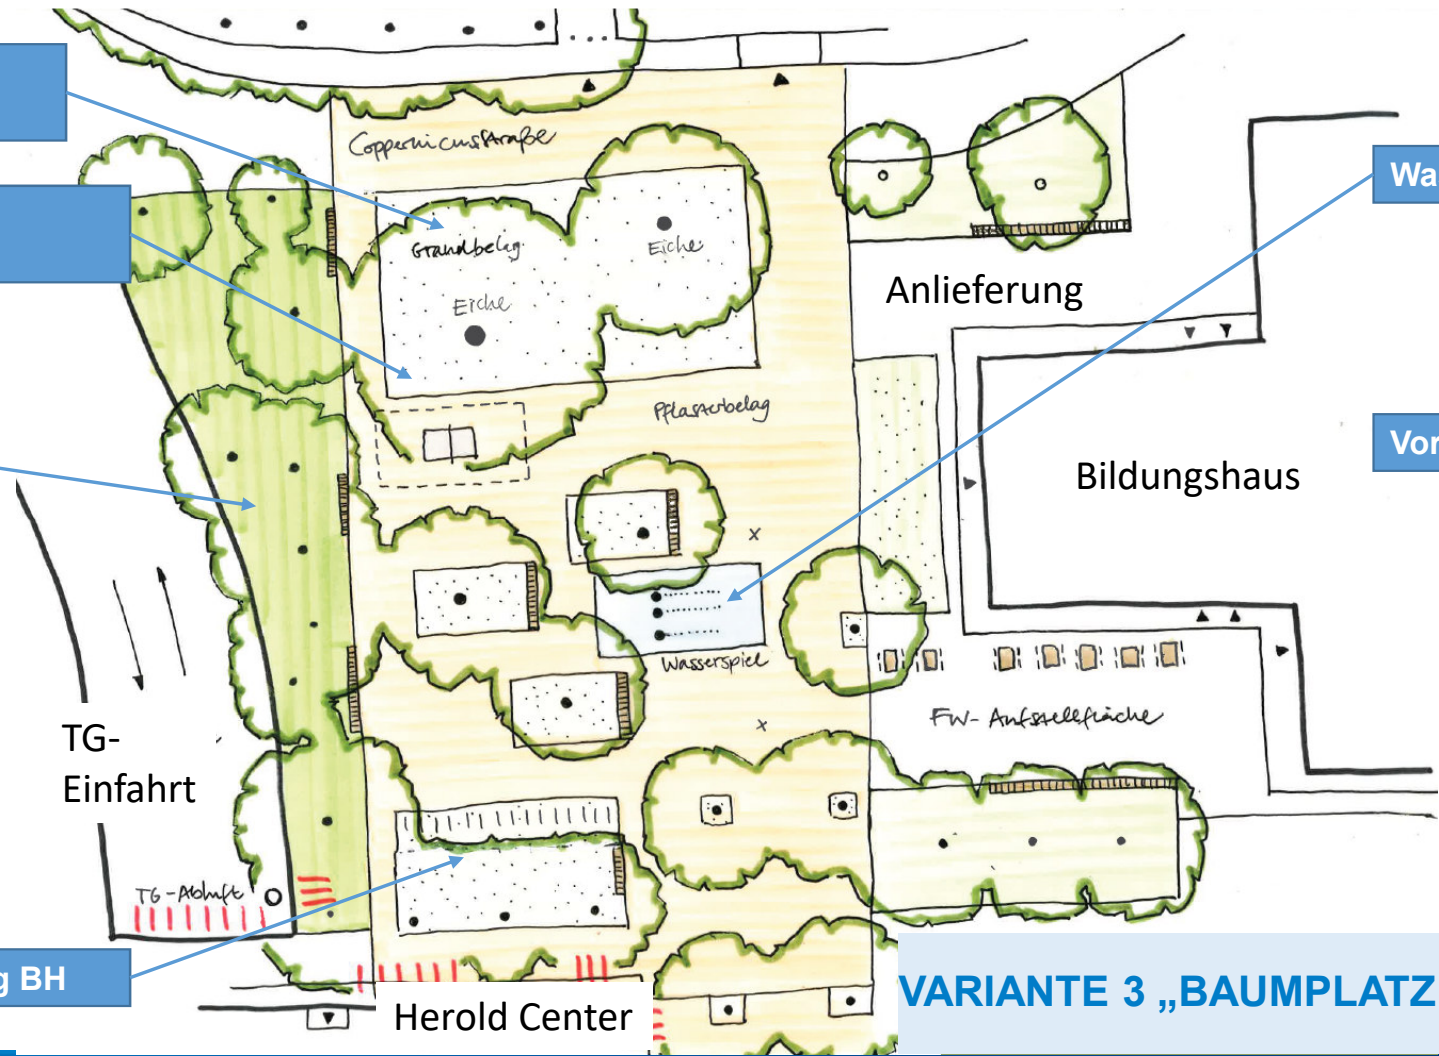 Coppernicusstraße
Wa
Grandbelag
Eiche
Eiche
Anlieferung
Pflasterbelag
Vor
Bildungshaus
Wasserspiel
FW-Aufstellfläche
TG-
Einfahrt
TG-Abluft
g BH
Herold Center
VARIANTE 3 „BAUMPLATZ